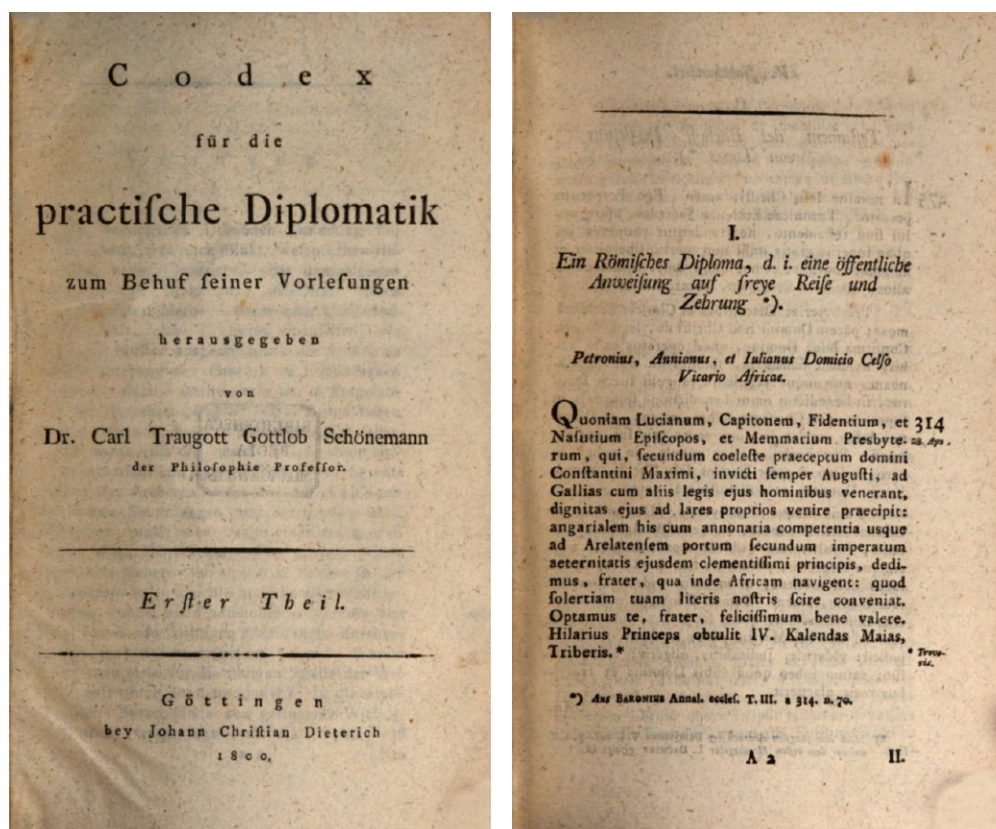 Codex
für die
practiſche Diplomatik
zum Behuf ſeiner Vorleſungen
herausgegeben
von
Dr. Carl Traugott Gottlob Schönemann
der Philoſophie Profeſſor.
Erſter Theil.
Göttingen
bey Johann Chriſtian Dieterich
1800.
I.
Ein Römiſches Diploma, d. i. eine öffentliche
Anweiſung auf freye Reiſe und
Zehrung *).
Petronius, Annianus, et Iulianus Domicio Celſo
Vicario Africae.
Quoniam Lucianum, Capitonem, Fidentium, et 314
Naſutium Epiſcopos, et Memmarium Presbyte- 28. Apr.
rum, qui, ſecundum coeleſte praeceptum domini
Conſtantini Maximi, invicti ſemper Auguſti, ad
Gallias cum aliis legis ejus hominibus venerant,
dignitas ejus ad lares proprios venire praecipit:
angarialem his cum annonaria competentia usque
ad Arelatenſem portum ſecundum imperatum
aeternitatis ejusdem clementiſſimi principis, dedi-
mus, frater, qua inde Africam navigent: quod
ſolertiam tuam literis noſtris ſcire conveniat.
Optamus te, frater, feliciſſimum bene valere.
Hilarius Princeps obtulit IV. Kalendas Maias,
Triberis.* * Treve-
ris.
*) Aus BARONIUS Annal. eccleſ. T. III. a 314. n. 70.
A 2 II.